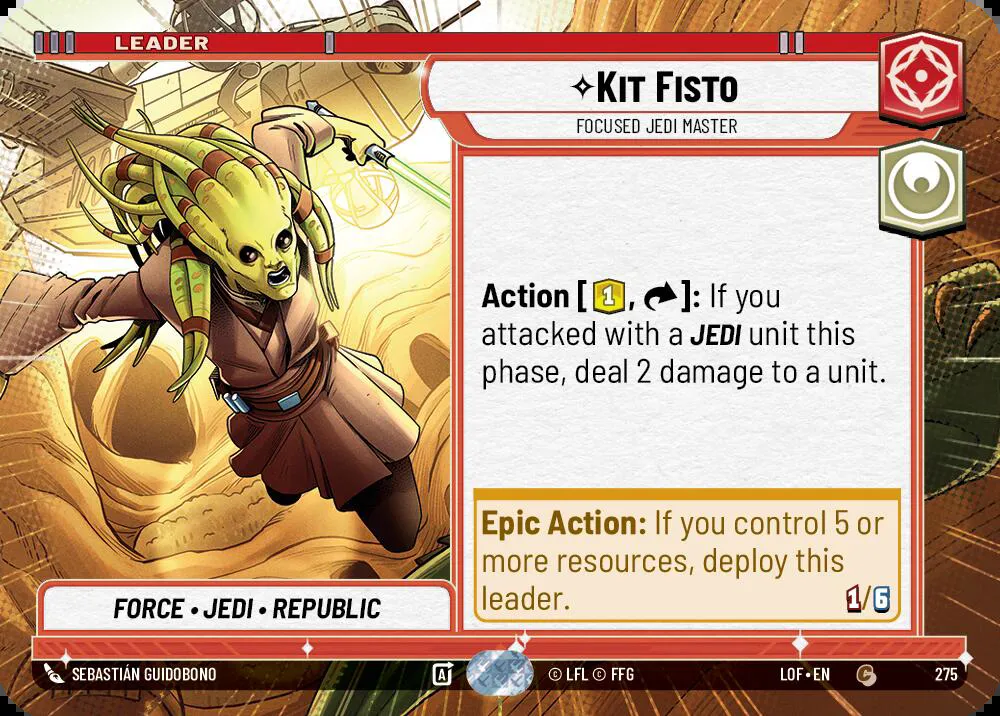 LEADER
✧KIT FISTO
FOCUSED JEDI MASTER
Action [1, ]: If you
attacked with a JEDI unit this
phase, deal 2 damage to a unit.
Epic Action: If you control 5 or
more resources, deploy this
leader.
1/6
FORCE • JEDI • REPUBLIC
SEBASTIÁN GUIDOBONO
A
© LFL © FFG
LOF • EN
C
275